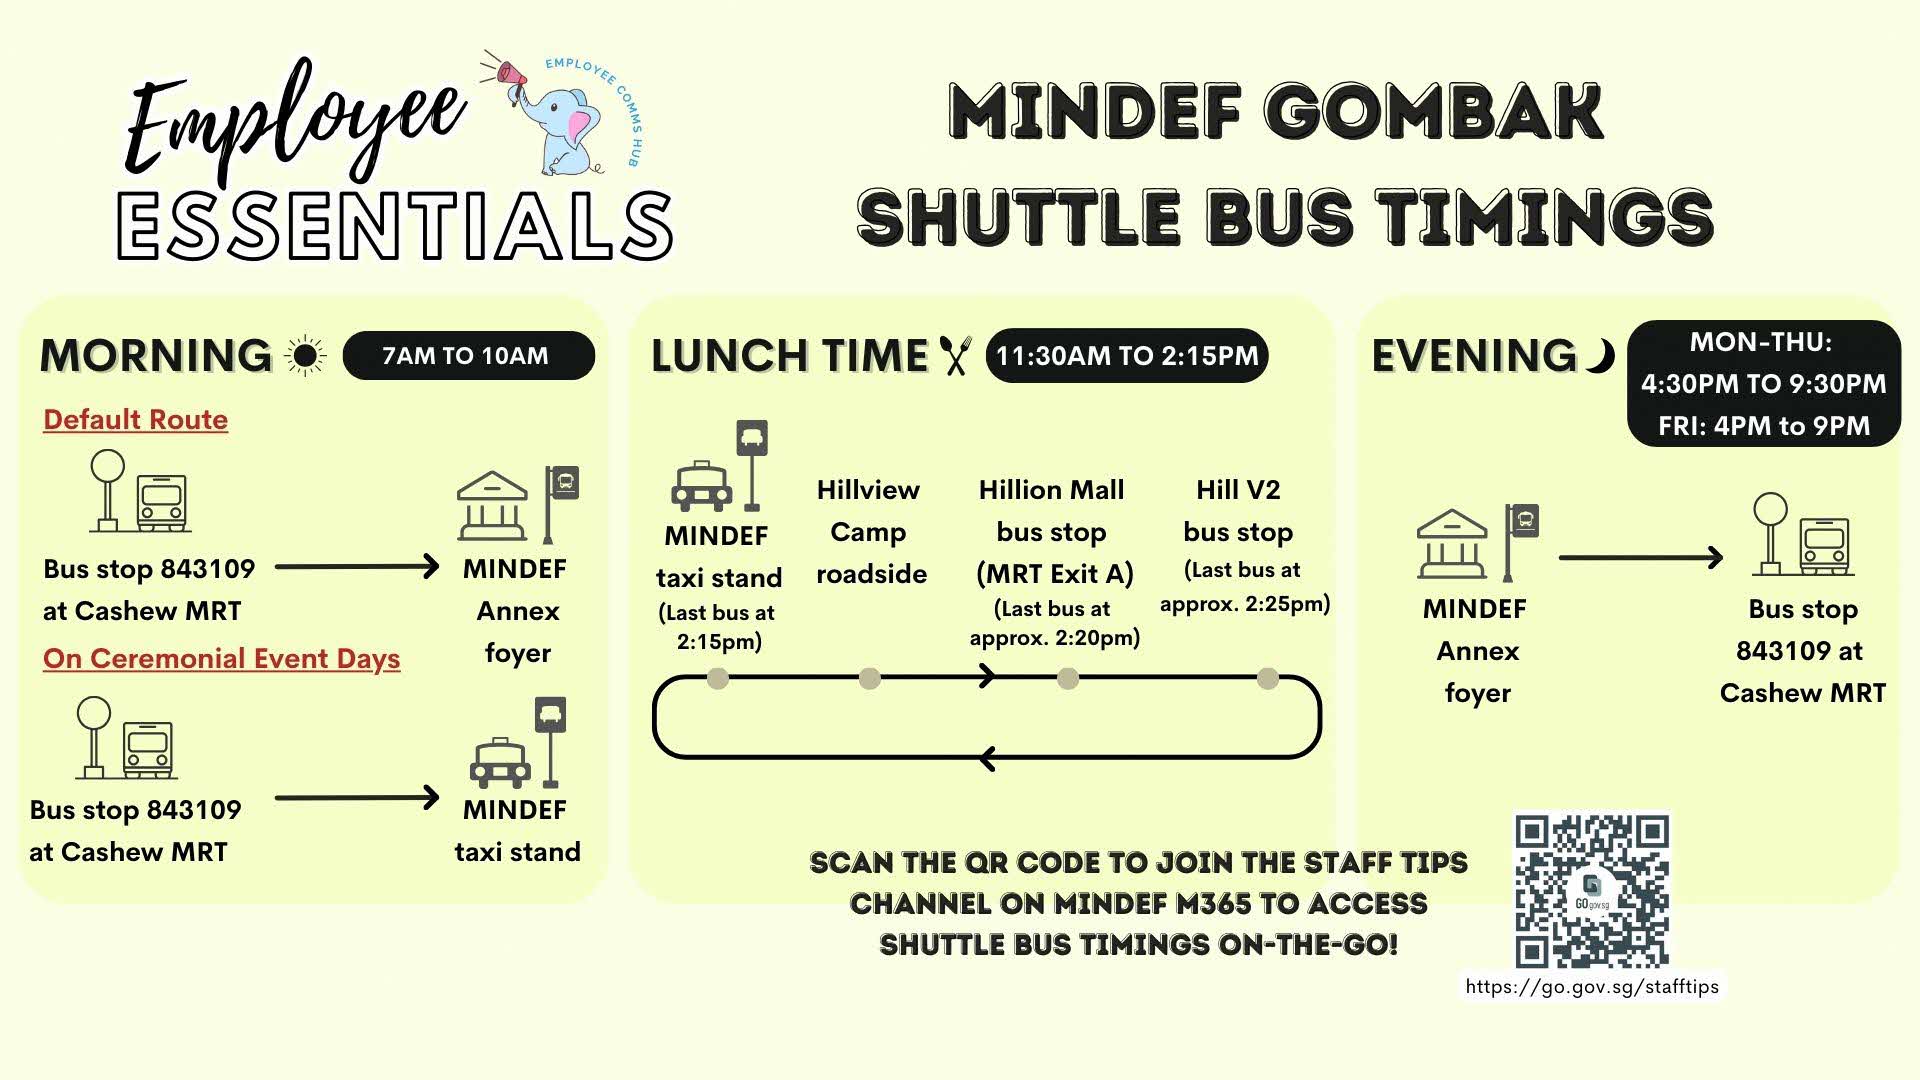 Employee
ESSENTIALS
EMPLOYEE COMMS HUB
MINDEF GOMBAK
SHUTTLE BUS TIMINGS
MORNING
7AM TO 10AM
Default Route
Bus stop 843109
at Cashew MRT
MINDEF
Annex
foyer
On Ceremonial Event Days
Bus stop 843109
at Cashew MRT
MINDEF
taxi stand
LUNCH TIME
11:30AM TO 2:15PM
MINDEF
taxi stand
(Last bus at
2:15pm)
Hillview
Camp
roadside
Hillion Mall
bus stop
(MRT Exit A)
(Last bus at
approx. 2:20pm)
Hill V2
bus stop
(Last bus at
approx. 2:25pm)
EVENING
MON-THU:
4:30PM TO 9:30PM
FRI: 4PM to 9PM
MINDEF
Annex
foyer
Bus stop
843109 at
Cashew MRT
SCAN THE QR CODE TO JOIN THE STAFF TIPS
CHANNEL ON MINDEF M365 TO ACCESS
SHUTTLE BUS TIMINGS ON-THE-GO!
GO.gov.sg
https://go.gov.sg/stafftips